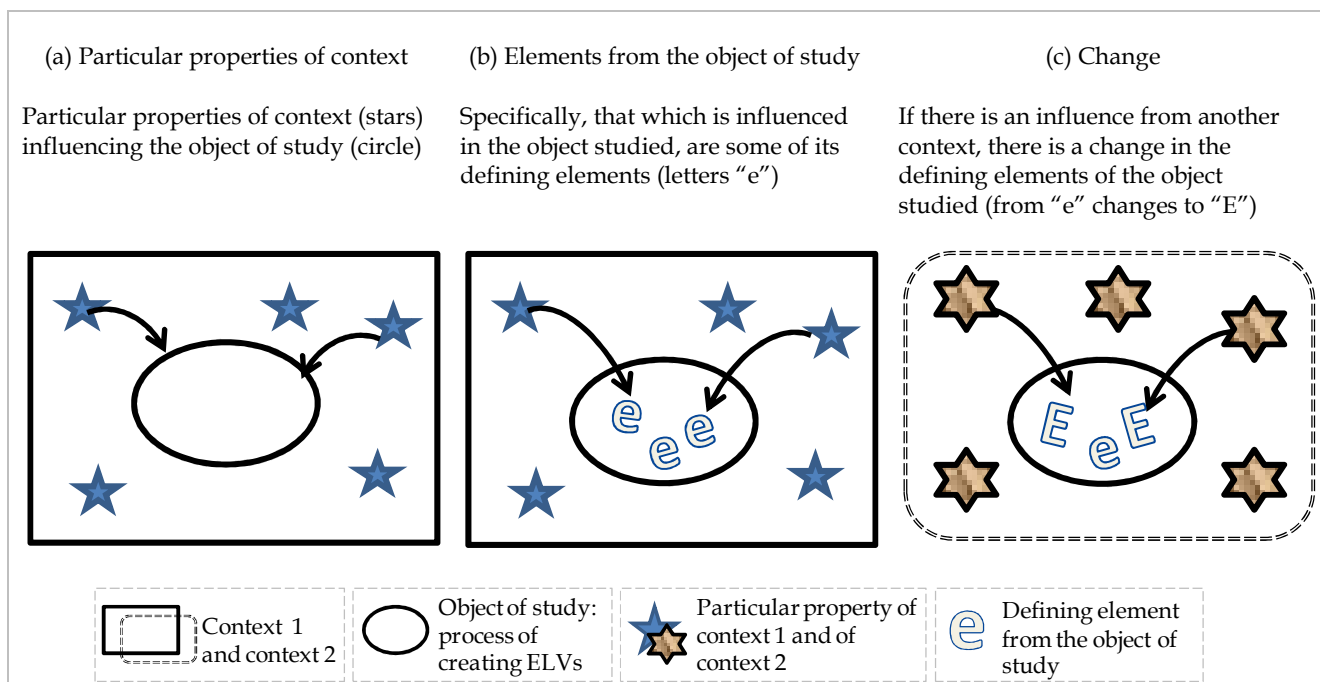 (a) Particular properties of context
Particular properties of context (stars)
influencing the object of study (circle)
(b) Elements from the object of study
Specifically, that which is influenced
in the object studied, are some of its
defining elements (letters “e”)
(c) Change
If there is an influence from another
context, there is a change in the
defining elements of the object
studied (from “e” changes to “E”)
e
e
e
E
e
E
Context 1
and context 2
Object of study:
process of
creating ELVs
Particular property of
context 1 and of
context 2
e
Defining element
from the object of
study